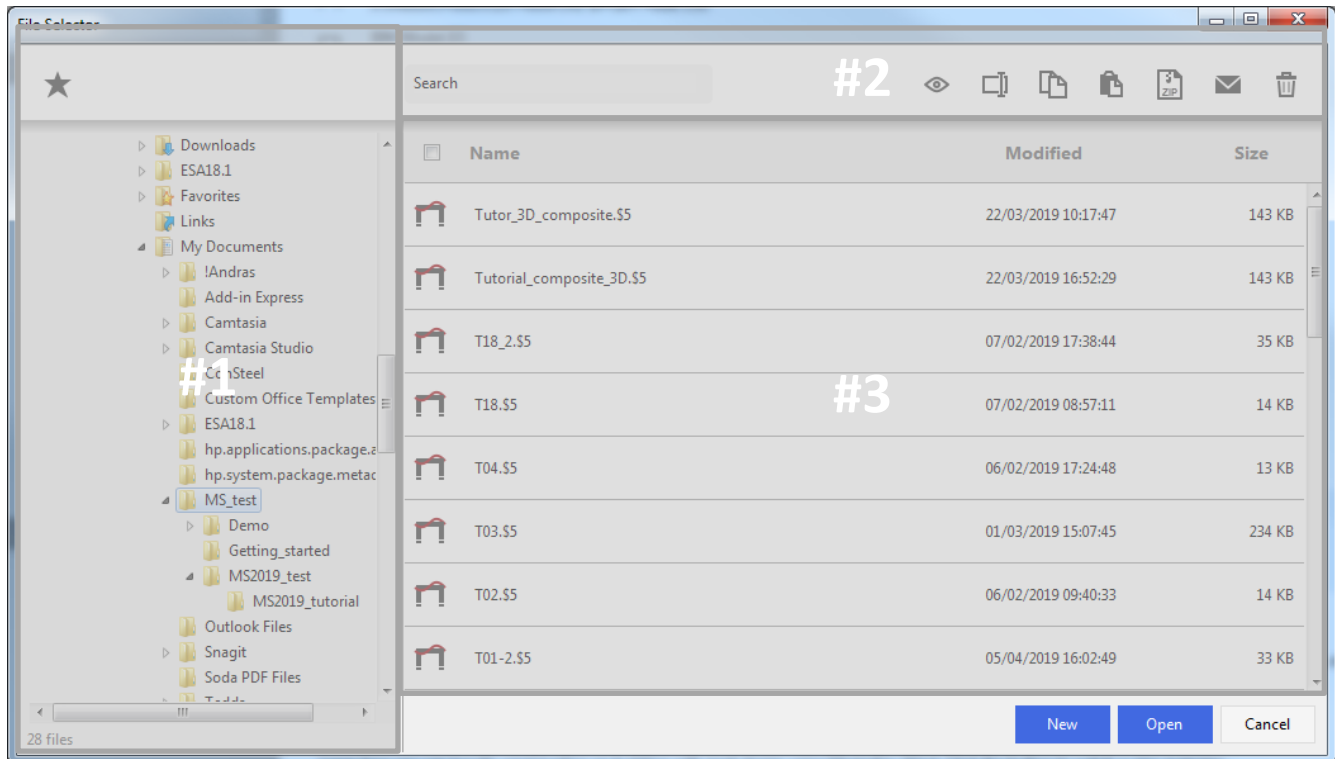 File Selector
Search
#2
ZIP
Downloads
ESA18.1
Favorites
Links
My Documents
!Andras
Add-in Express
Camtasia
Camtasia Studio
ConSteel
Custom Office Templates
ESA18.1
hp.applications.package.a
hp.system.package.metac
MS_test
Demo
Getting_started
MS2019_test
MS2019_tutorial
Outlook Files
Snagit
Soda PDF Files
#1
28 files
Name Modified Size
Tutor_3D_composite.$5 22/03/2019 10:17:47 143 KB
Tutorial_composite_3D.$5 22/03/2019 16:52:29 143 KB
T18_2.$5 07/02/2019 17:38:44 35 KB
T18.$5 07/02/2019 08:57:11 14 KB
#3
T04.$5 06/02/2019 17:24:48 13 KB
T03.$5 01/03/2019 15:07:45 234 KB
T02.$5 06/02/2019 09:40:33 14 KB
T01-2.$5 05/04/2019 16:02:49 33 KB
New Open Cancel